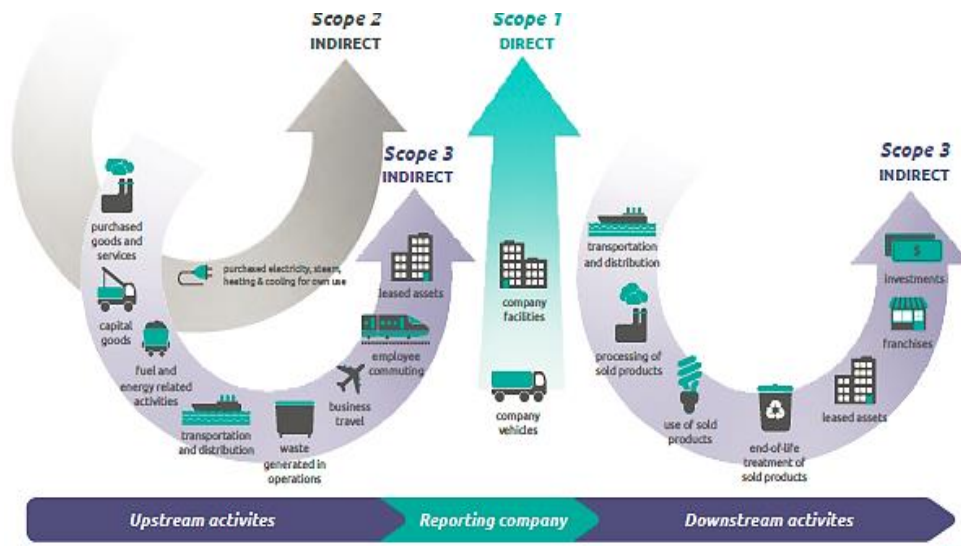 Scope 2
INDIRECT
Scope 1
DIRECT
Scope 3
INDIRECT
Scope 3
INDIRECT
purchased
goods and
services
purchased electricity, steam,
heating & cooling for own use
capital
goods
fuel and
energy related
activities
transportation
and distribution
waste
generated in
operations
business
travel
employee
commuting
leased assets
company
facilities
company
vehicles
transportation
and distribution
processing of
sold products
use of sold
products
end-of-life
treatment of
sold products
leased assets
franchises
$
investments
Upstream activites
Reporting company
Downstream activites